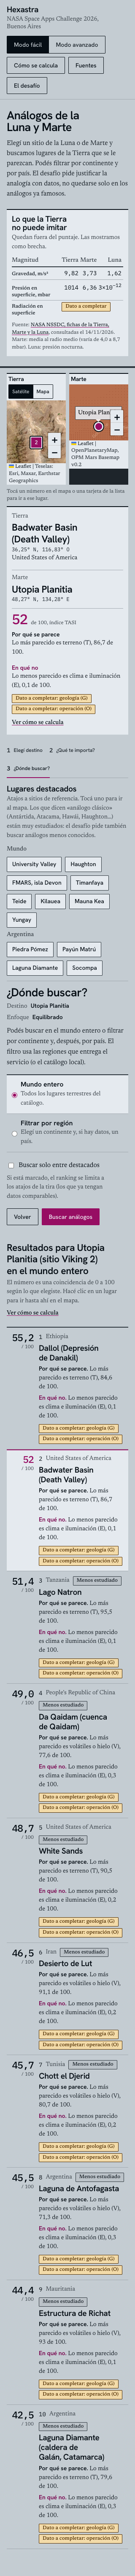 Hexastra
NASA Space Apps Challenge 2026,
Buenos Aires
Modo fácil
Modo avanzado
Cómo se calcula
Fuentes
El desafío
Análogos de la
Luna y Marte
Elegí un sitio de la Luna o de Marte y
buscamos lugares de la Tierra que se le
parecen. Podés filtrar por continente y
por país. El desafío pide justificar la
analogía, no quedarse solo con análogos
ya famosos.
Lo que la Tierra
no puede imitar
Quedan fuera del puntaje. Las mostramos
como brecha.
Magnitud Tierra Marte Luna
Gravedad, m/s² 9,82 3,73 1,62
Presión en
superficie, mbar
1014 6,36 3×10⁻¹²
Radiación en
superficie
Dato a completar
Fuente: NASA NSSDC, fichas de la Tierra,
Marte y la Luna, consultadas el 14/11/2026.
Marte: mediana del radio medio (varía de 4 a 8,7
mbar). Luna: presión nocturna.
Tierra
Satélite
Mapa
2
+
−
Leaflet | Teselas:
Esri, Maxar, Earthstar
Geographics
Marte
Utopia Plani
+
−
Leaflet |
OpenPlanetaryMap,
OPM Mars Basemap
v0.2
Tocá un número en el mapa o una tarjeta de la lista
para ir a ese lugar.
Tierra
Badwater Basin
(Death Valley)
36,25° N, 116,83° O
United States of America
Marte
Utopia Planitia
48,27° N, 134,28° E
52 de 100, índice TASI
Por qué se parece
Lo más parecido es terreno (T), 86,7 de
100.
En qué no
Lo menos parecido es clima e iluminación
(E), 0,1 de 100.
Dato a completar: geología (G)
Dato a completar: operación (O)
Ver cómo se calcula
1 Elegí destino
2 ¿Qué te importa?
3 ¿Dónde buscar?
Lugares destacados
Atajos a sitios de referencia. Tocá uno para ir
al mapa. Los que dicen análogo clásico
(Antártida, Atacama, Hawái, Houghton…)
están muy estudiados: el desafío también pide
buscar análogos menos conocidos.
Mundo
University Valley
Haughton
FMARS, isla Devon
Timanfaya
Teide
Kilauea
Mauna Kea
Yungay
Argentina
Piedra Pómez
Payún Matrú
Laguna Diamante
Socompa
¿Dónde buscar?
Destino Utopia Planitia
Enfoque Equilibrado
Podés buscar en el mundo entero o filtrar
por continente y, después, por país. El
filtro usa las regiones que entrega el
servicio (o el catálogo local).
Mundo entero
Todos los lugares terrestres del
catálogo.
Filtrar por región
Elegí un continente y, si hay datos, un
país.
Buscar solo entre destacados
Si está marcado, el ranking se limita a
los atajos de la tira (los que ya tengan
datos comparables).
Volver
Buscar análogos
Resultados para Utopia
Planitia (sitio Viking 2)
en el mundo entero
El número es una coincidencia de 0 a 100
según lo que elegiste. Hacé clic en un lugar
para ir hasta ahí en el mapa.
Ver cómo se calcula
55,2 / 100
1 Ethiopia
Dallol (Depresión
de Danakil)
Por qué se parece. Lo más
parecido es terreno (T), 84,6
de 100.
En qué no. Lo menos parecido
es clima e iluminación (E), 0,1
de 100.
Dato a completar: geología (G)
Dato a completar: operación (O)
52 / 100
2 United States of America
Badwater Basin
(Death Valley)
Por qué se parece. Lo más
parecido es terreno (T), 86,7
de 100.
En qué no. Lo menos parecido
es clima e iluminación (E), 0,1
de 100.
Dato a completar: geología (G)
Dato a completar: operación (O)
51,4 / 100
3 Tanzania Menos estudiado
Lago Natron
Por qué se parece. Lo más
parecido es terreno (T), 95,5
de 100.
En qué no. Lo menos parecido
es clima e iluminación (E), 0,1
de 100.
Dato a completar: geología (G)
Dato a completar: operación (O)
49,0 / 100
4 People's Republic of China
Menos estudiado
Da Qaidam (cuenca
de Qaidam)
Por qué se parece. Lo más
parecido es volátiles o hielo (V),
77,6 de 100.
En qué no. Lo menos parecido
es clima e iluminación (E), 0,3
de 100.
Dato a completar: geología (G)
Dato a completar: operación (O)
48,7 / 100
5 United States of America
Menos estudiado
White Sands
Por qué se parece. Lo más
parecido es terreno (T), 90,5
de 100.
En qué no. Lo menos parecido
es clima e iluminación (E), 0,2
de 100.
Dato a completar: geología (G)
Dato a completar: operación (O)
46,5 / 100
6 Iran Menos estudiado
Desierto de Lut
Por qué se parece. Lo más
parecido es volátiles o hielo (V),
91,1 de 100.
En qué no. Lo menos parecido
es clima e iluminación (E), 0,2
de 100.
Dato a completar: geología (G)
Dato a completar: operación (O)
45,7 / 100
7 Tunisia Menos estudiado
Chott el Djerid
Por qué se parece. Lo más
parecido es volátiles o hielo (V),
80,7 de 100.
En qué no. Lo menos parecido
es clima e iluminación (E), 0,2
de 100.
Dato a completar: geología (G)
Dato a completar: operación (O)
45,5 / 100
8 Argentina Menos estudiado
Laguna de Antofagasta
Por qué se parece. Lo más
parecido es volátiles o hielo (V),
71,3 de 100.
En qué no. Lo menos parecido
es clima e iluminación (E), 0,3
de 100.
Dato a completar: geología (G)
Dato a completar: operación (O)
44,4 / 100
9 Mauritania
Menos estudiado
Estructura de Richat
Por qué se parece. Lo más
parecido es volátiles o hielo (V),
93 de 100.
En qué no. Lo menos parecido
es clima e iluminación (E), 0,1
de 100.
Dato a completar: geología (G)
Dato a completar: operación (O)
42,5 / 100
10 Argentina
Menos estudiado
Laguna Diamante
(caldera de
Galán, Catamarca)
Por qué se parece. Lo más
parecido es terreno (T), 79,6
de 100.
En qué no. Lo menos parecido
es clima e iluminación (E), 0,3
de 100.
Dato a completar: geología (G)
Dato a completar: operación (O)